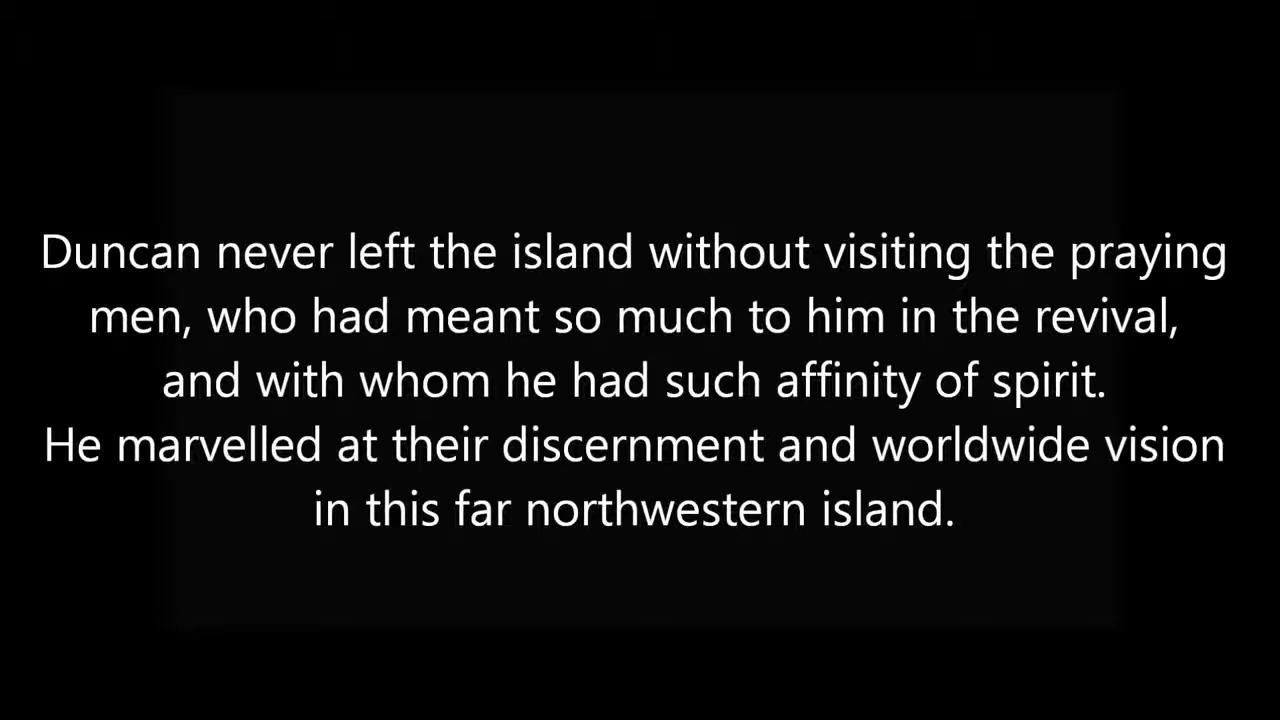 Duncan never left the island without visiting the praying
men, who had meant so much to him in the revival,
and with whom he had such affinity of spirit.
He marvelled at their discernment and worldwide vision
in this far northwestern island.